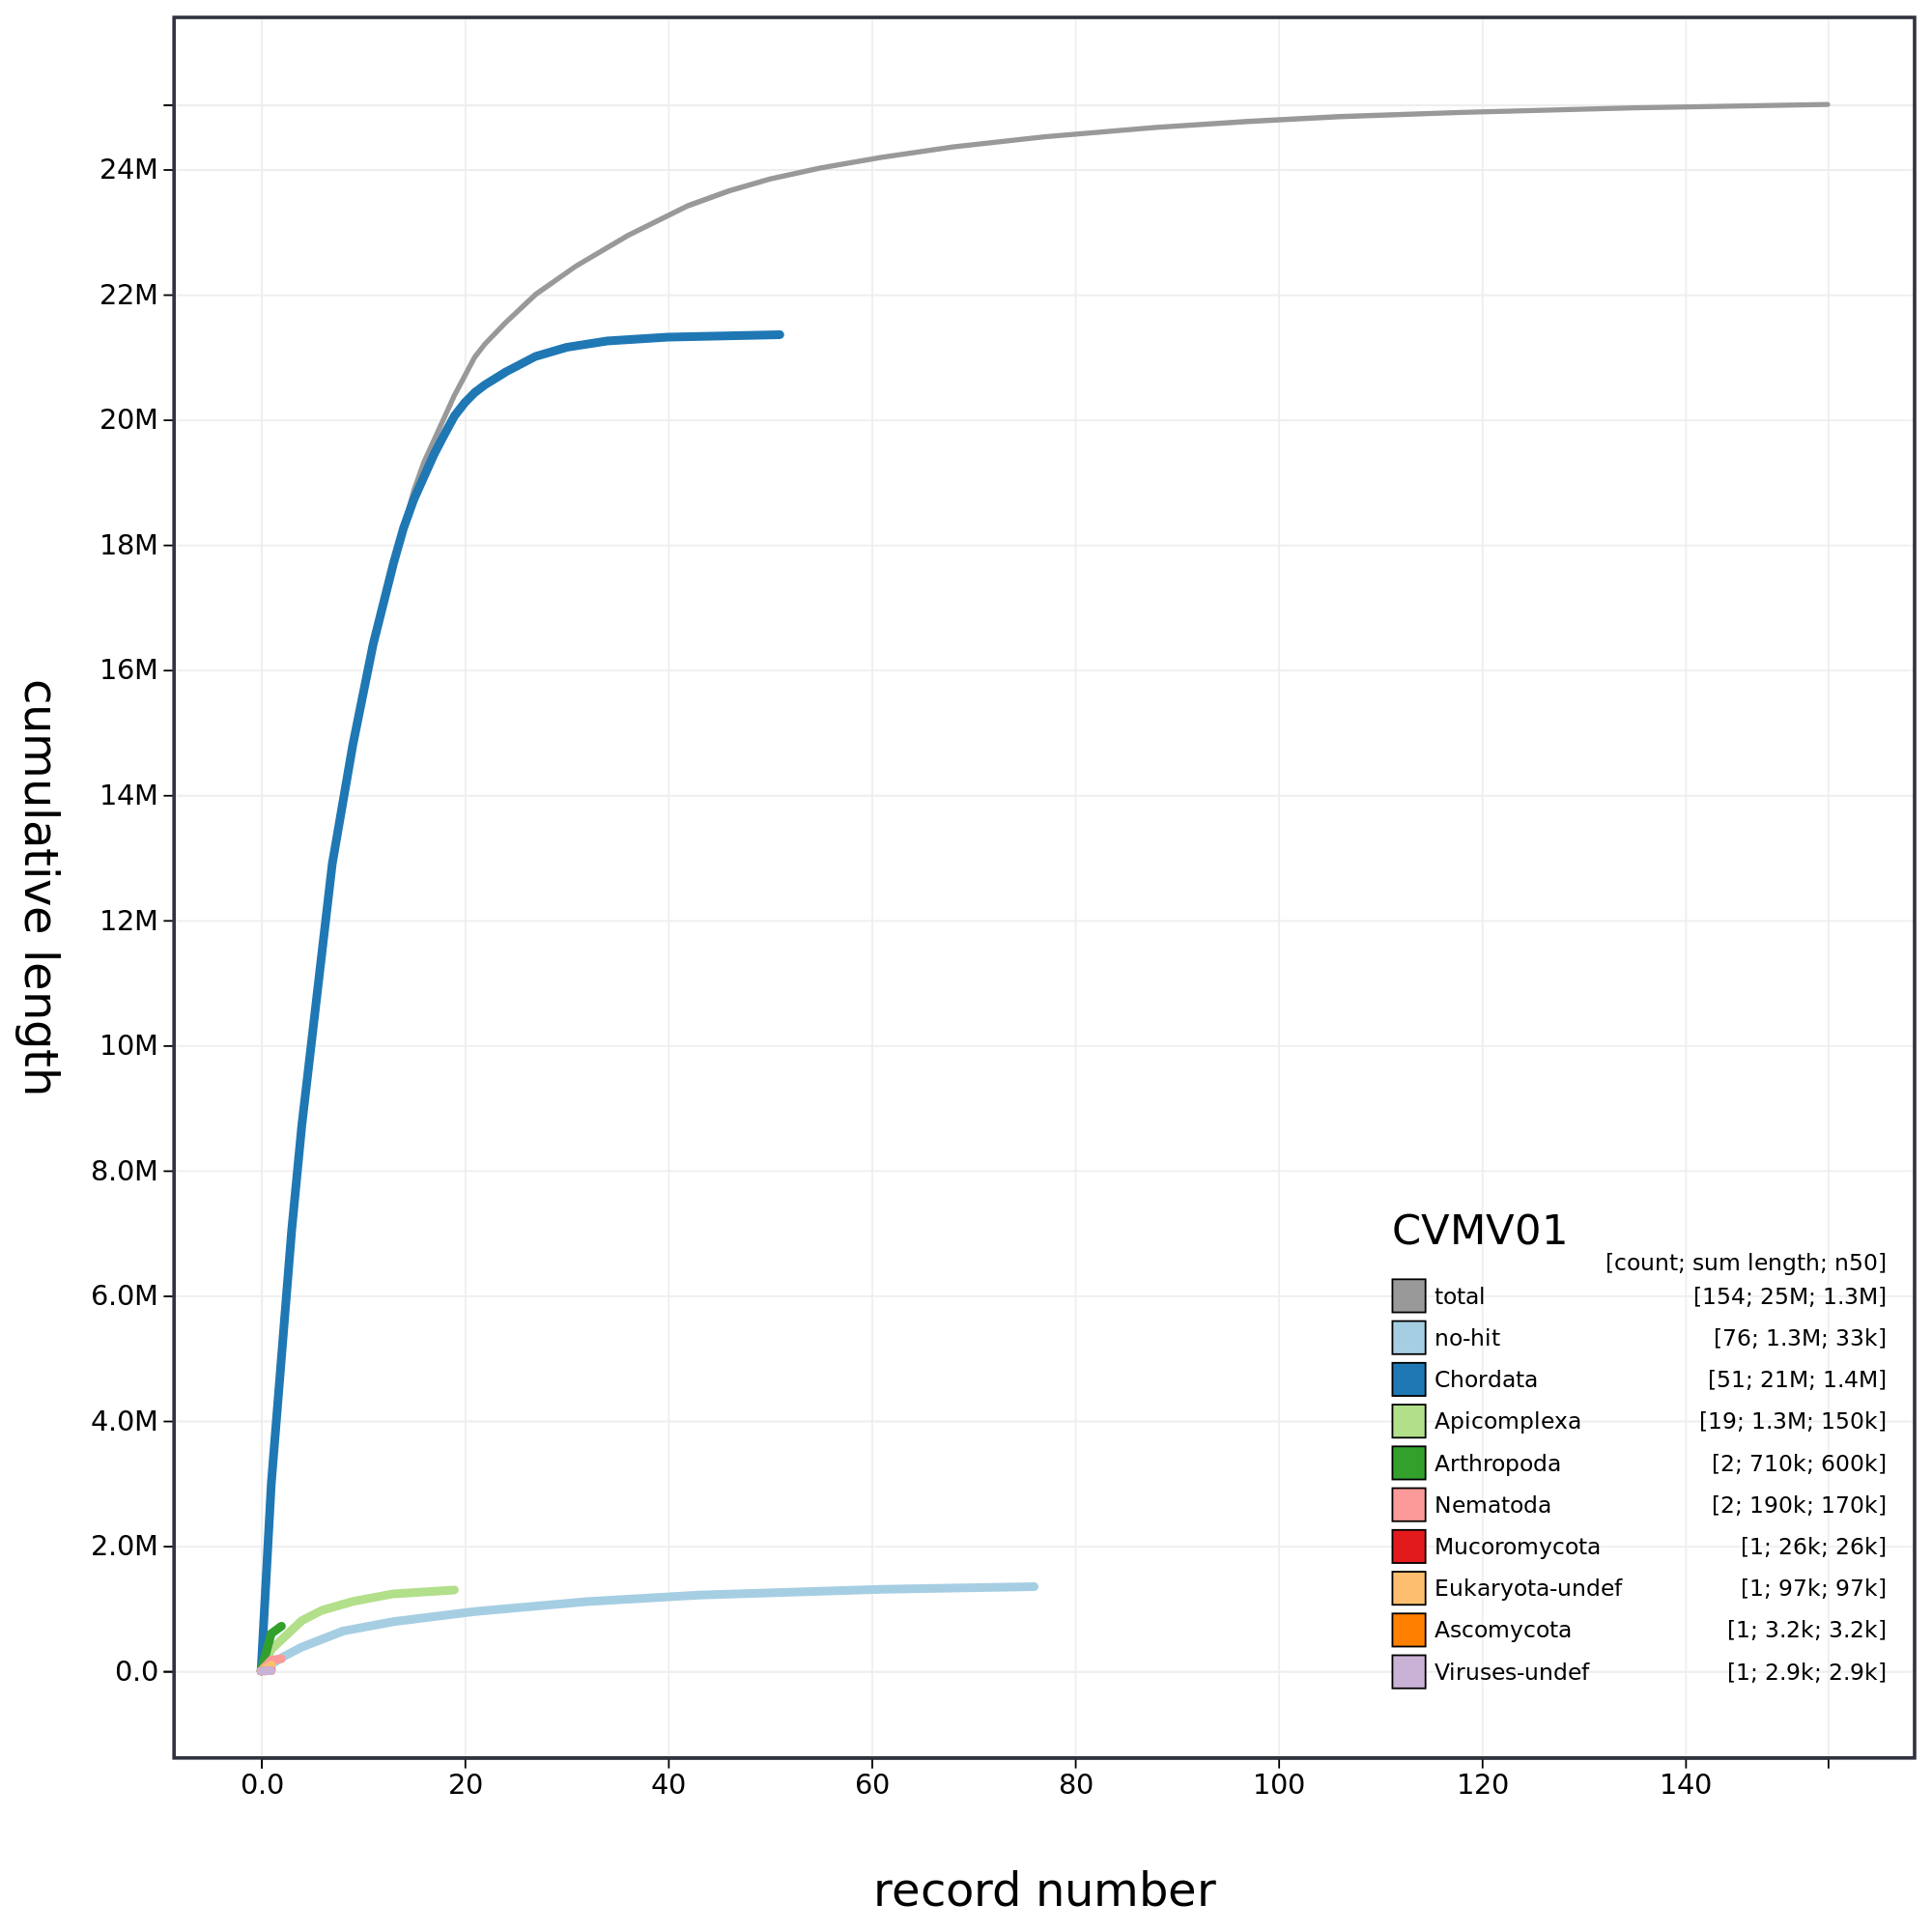 24M
22M
20M
18M
16M
14M
12M
10M
8.0M
6.0M
4.0M
2.0M
0.0
cumulative length
CVMV01
[count; sum length; n50]
total [154; 25M; 1.3M]
no-hit [76; 1.3M; 33k]
Chordata [51; 21M; 1.4M]
Apicomplexa [19; 1.3M; 150k]
Arthropoda [2; 710k; 600k]
Nematoda [2; 190k; 170k]
Mucoromycota [1; 26k; 26k]
Eukaryota-undef [1; 97k; 97k]
Ascomycota [1; 3.2k; 3.2k]
Viruses-undef [1; 2.9k; 2.9k]
0.0 20 40 60 80 100 120 140
record number